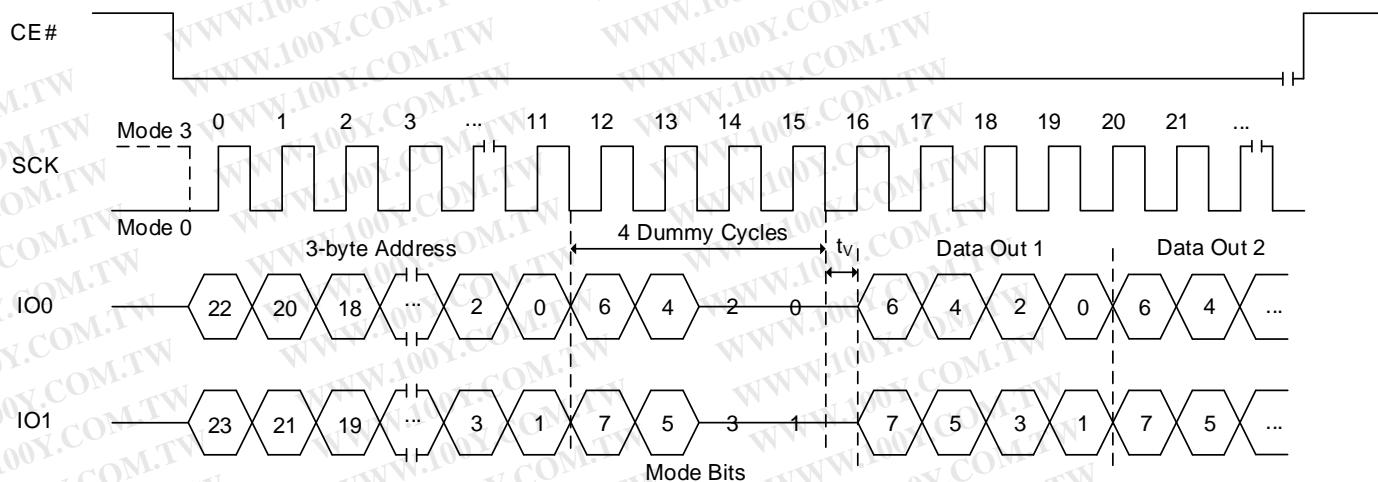 CE#
Mode 3 0 1 2 3 ... 11 12 13 14 15 16 17 18 19 20 21 ...
SCK
Mode 0
3-byte Address 4 Dummy Cycles tV Data Out 1 Data Out 2
IO0 22 20 18 ... 2 0 6 4 2 0 6 4 2 0 6 4 ...
IO1 23 21 19 ... 3 1 7 5 3 1 7 5 3 1 7 5 ...
Mode Bits
WWW.100Y.COM.TW